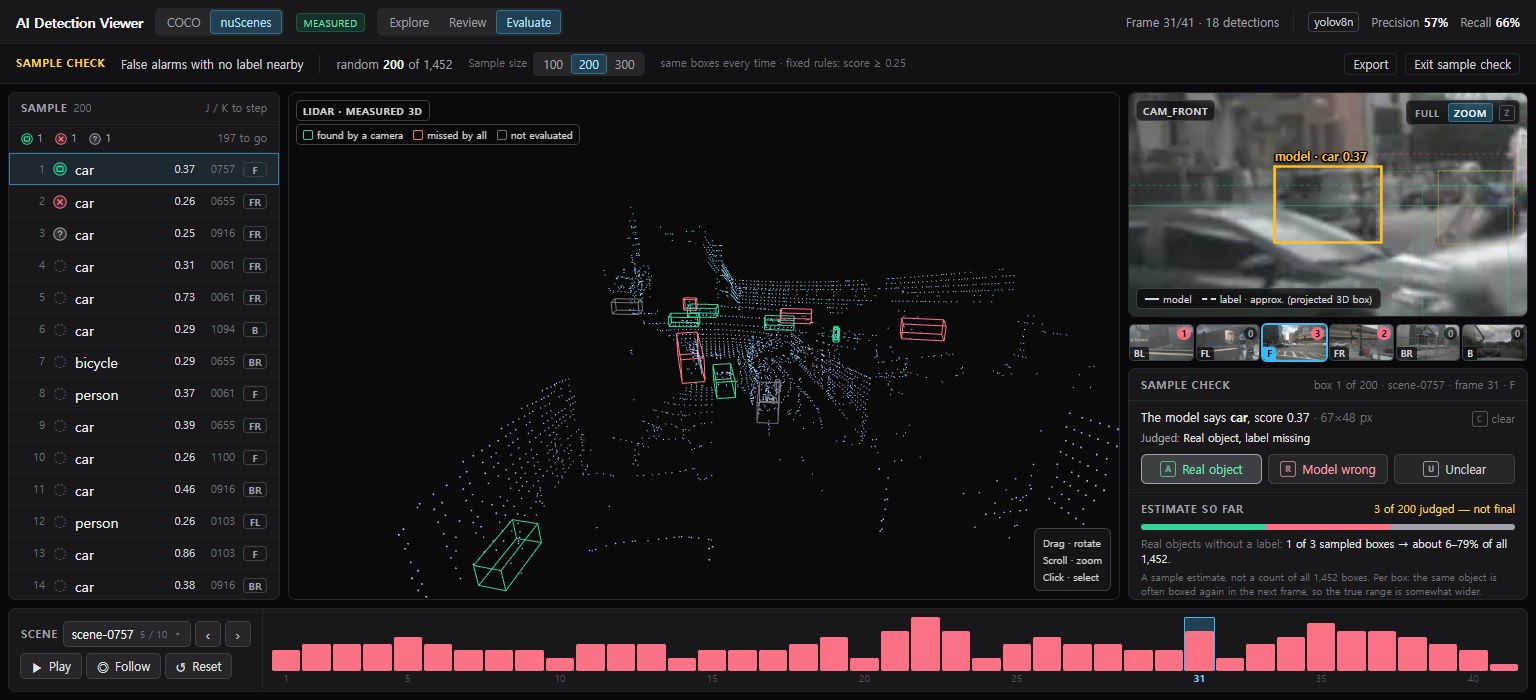 AI Detection Viewer COCO nuScenes MEASURED Explore Review Evaluate Frame 31/41 · 18 detections yolov8n Precision 57% Recall 66%
SAMPLE CHECK False alarms with no label nearby random 200 of 1,452 Sample size 100 200 300 same boxes every time · fixed rules: score ≥ 0.25 Export Exit sample check
SAMPLE 200 J / K to step
1 1 ? 1 197 to go
1 car 0.37 0757 F
2 car 0.26 0655 FR
3 ? car 0.25 0916 FR
4 car 0.31 0061 FR
5 car 0.73 0061 FR
6 car 0.29 1094 B
7 bicycle 0.29 0655 BR
8 person 0.37 0061 F
9 car 0.39 0655 FR
10 car 0.26 1100 F
11 car 0.46 0916 BR
12 person 0.26 0103 FL
13 car 0.86 0103 F
14 car 0.38 0916 BR
LIDAR · MEASURED 3D
found by a camera missed by all not evaluated
Drag · rotate
Scroll · zoom
Click · select
CAM_FRONT FULL ZOOM Z
model · car 0.37
model label · approx. (projected 3D box)
1 0 3 2 0 0
BL FL F FR BR B
SAMPLE CHECK box 1 of 200 · scene-0757 · frame 31 · F
The model says car, score 0.37 · 67×48 px C clear
Judged: Real object, label missing
A Real object R Model wrong U Unclear
ESTIMATE SO FAR 3 of 200 judged — not final
Real objects without a label: 1 of 3 sampled boxes → about 6–79% of all
1,452.
A sample estimate, not a count of all 1,452 boxes. Per box: the same object is
often boxed again in the next frame, so the true range is somewhat wider.
SCENE scene-0757 5 / 10 ‹ ›
Play Follow Reset
1 5 10 15 20 25 31 35 40